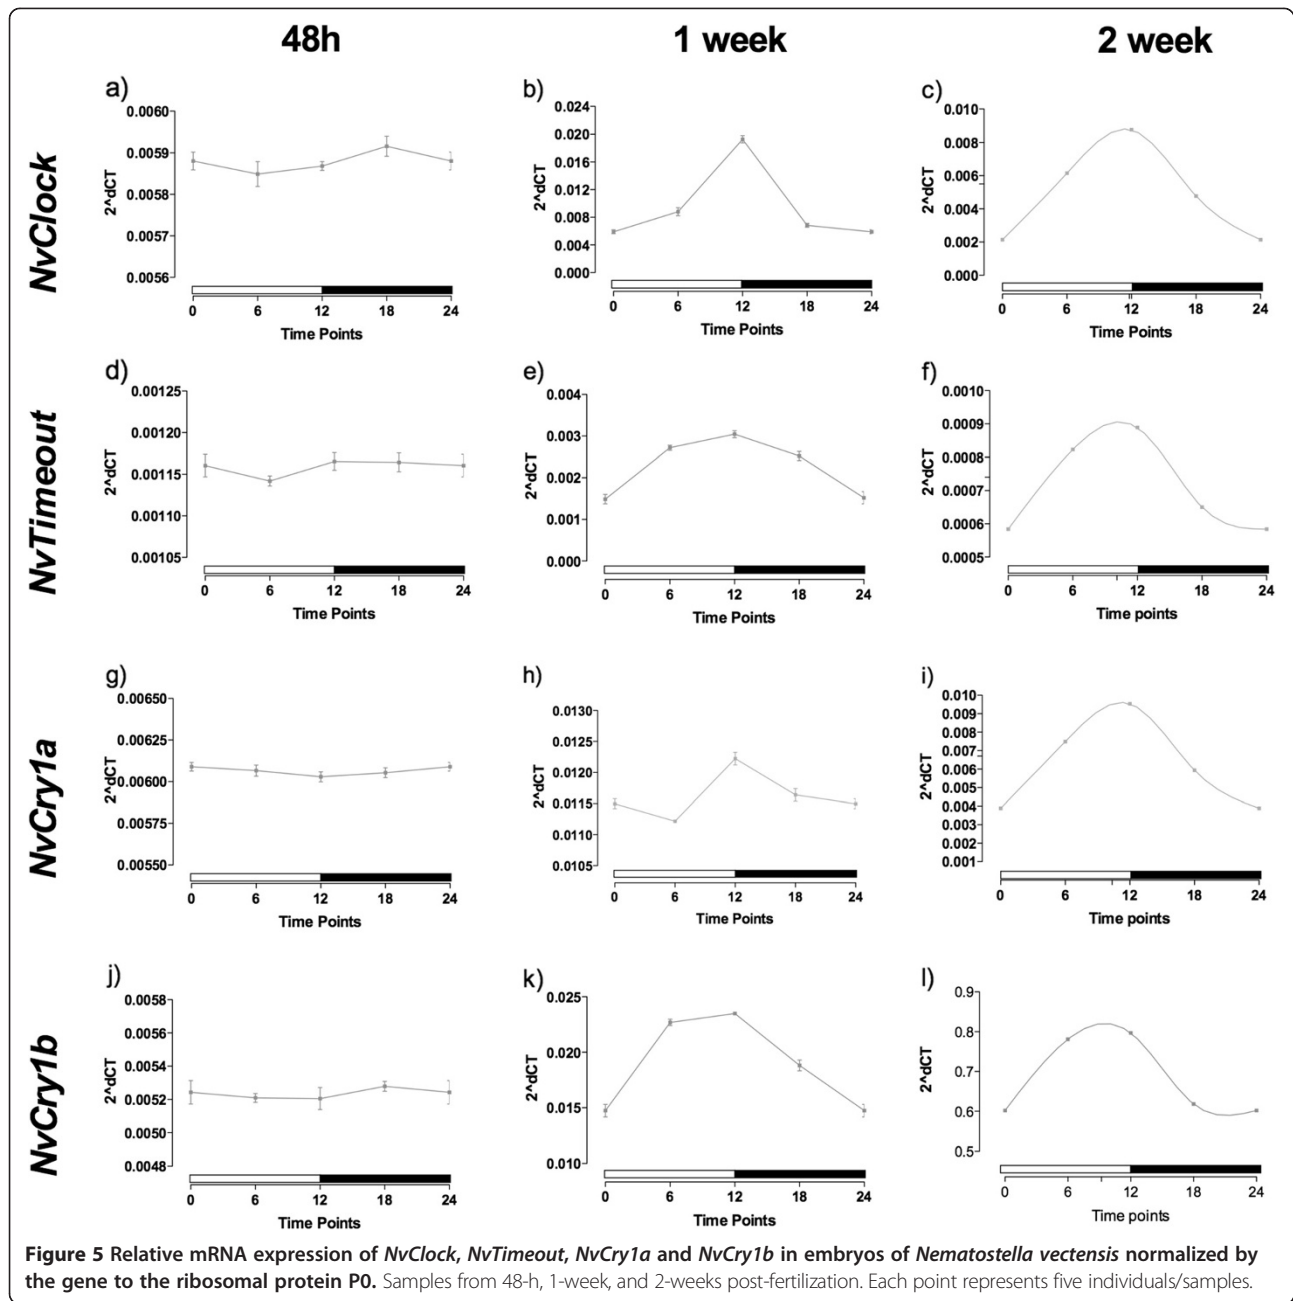 48h 1 week 2 week
NvClock
a)
0.0060
0.0059
0.0058
0.0057
0.0056
2^dCT
0 6 12 18 24
Time Points
b)
0.024
0.020
0.016
0.012
0.008
0.004
0.000
2^dCT
0 6 12 18 24
Time Points
c)
0.010
0.008
0.006
0.004
0.002
0.000
2^dCT
0 6 12 18 24
Time Points
NvTimeout
d)
0.00125
0.00120
0.00115
0.00110
0.00105
2^dCT
0 6 12 18 24
Time Points
e)
0.004
0.003
0.002
0.001
0.000
2^dCT
0 6 12 18 24
Time Points
f)
0.0010
0.0009
0.0008
0.0007
0.0006
0.0005
2^dCT
0 6 12 18 24
Time points
NvCry1a
g)
0.00650
0.00625
0.00600
0.00575
0.00550
2^dCT
0 6 12 18 24
Time Points
h)
0.0130
0.0125
0.0120
0.0115
0.0110
0.0105
2^dCT
0 6 12 18 24
Time Points
i)
0.010
0.009
0.008
0.007
0.006
0.005
0.004
0.003
0.002
0.001
2^dCT
0 6 12 18 24
Time points
NvCry1b
j)
0.0058
0.0056
0.0054
0.0052
0.0050
0.0048
2^dCT
0 6 12 18 24
Time Points
k)
0.025
0.020
0.015
0.010
2^dCT
0 6 12 18 24
Time Points
l)
0.9
0.8
0.7
0.6
0.5
2^dCT
0 6 12 18 24
Time points
Figure 5 Relative mRNA expression of NvClock, NvTimeout, NvCry1a and NvCry1b in embryos of Nematostella vectensis normalized by
the gene to the ribosomal protein P0. Samples from 48-h, 1-week, and 2-weeks post-fertilization. Each point represents five individuals/samples.